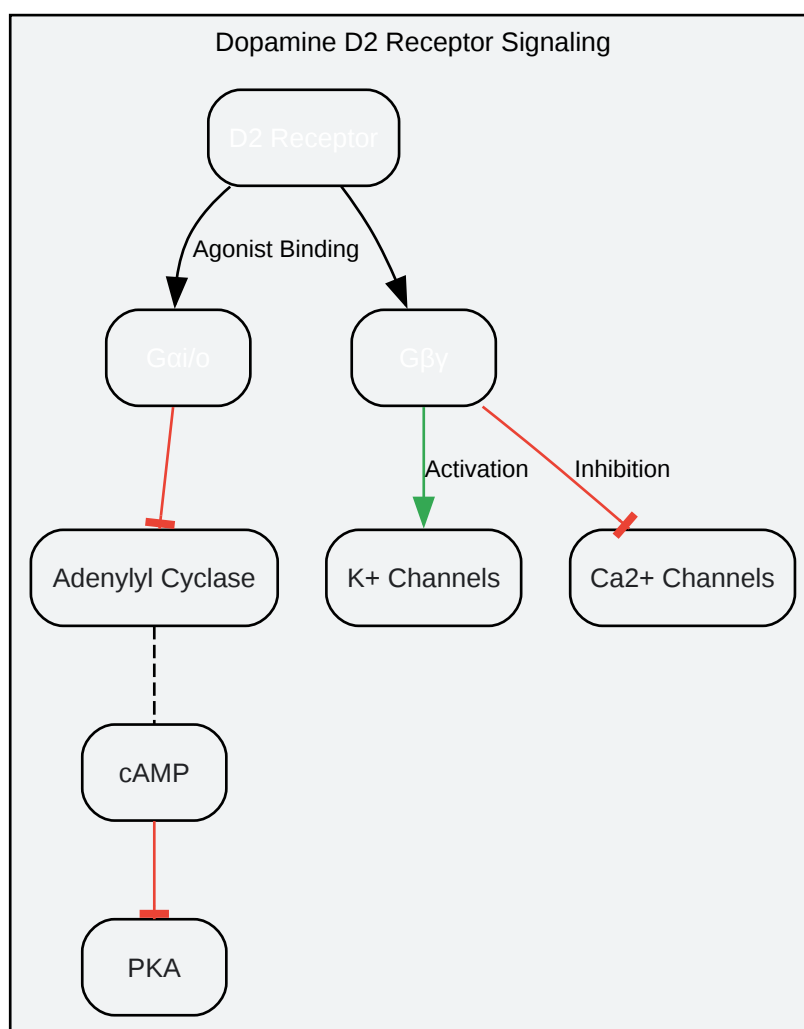 Dopamine D2 Receptor Signaling
D2 Receptor
Agonist Binding
Gαi/o
Gβγ
Activation
Inhibition
Adenylyl Cyclase
K+ Channels
Ca2+ Channels
cAMP
PKA